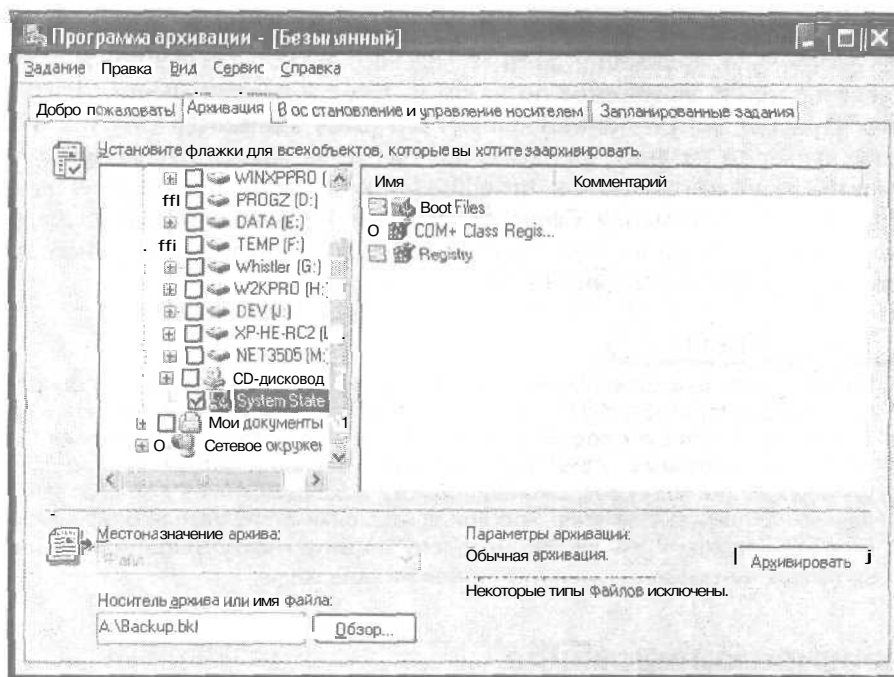 Программа архивации - [Безымянный]
Задание Правка Вид Сервис Справка
Добро пожаловать! Архивация Восстановление и управление носителем Запланированные задания
Установите флажки для всех объектов, которые вы хотите заархивировать.
WINXPPRO (
PROGZ (D:)
DATA (E:)
TEMP (F:)
Whistler (G:)
W2KPRO (H:
DEV (J:)
XP-HE-RC2 (L
NET3505 (M:
CD-дисковод
System State
Мои документы
Сетевое окружен
Имя Комментарий
Boot Files
COM+ Class Regis...
Registry
Местоназначение архива:
Файл
Носитель архива или имя файла:
A:\Backup.bkf
Обзор...
Параметры архивации:
Обычная архивация.
Некоторые типы файлов исключены.
Архивировать